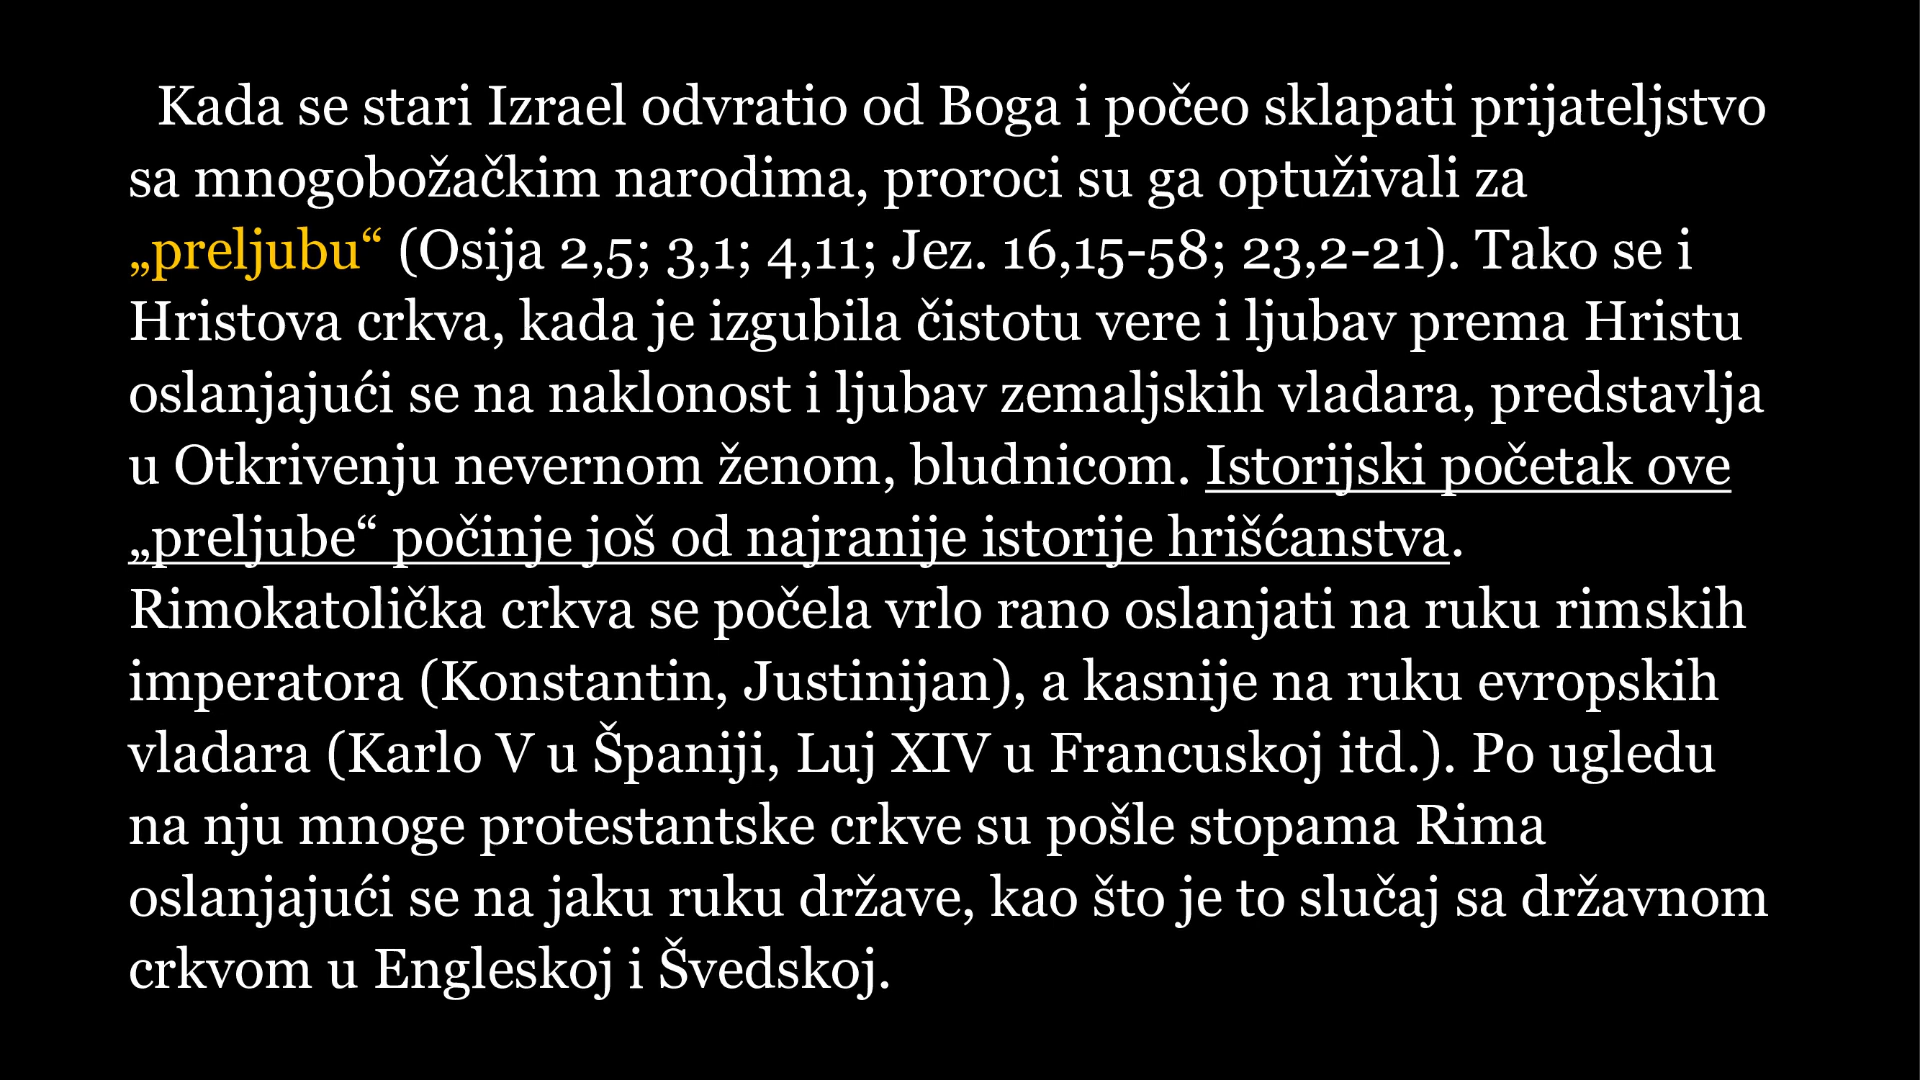 Kada se stari Izrael odvratio od Boga i počeo sklapati prijateljstvo
sa mnogobožačkim narodima, proroci su ga optuživali za
„preljubu“ (Osija 2,5; 3,1; 4,11; Jez. 16,15-58; 23,2-21). Tako se i
Hristova crkva, kada je izgubila čistotu vere i ljubav prema Hristu
oslanjajući se na naklonost i ljubav zemaljskih vladara, predstavlja
u Otkrivenju nevernom ženom, bludnicom. Istorijski početak ove
„preljube“ počinje još od najranije istorije hrišćanstva.
Rimokatolička crkva se počela vrlo rano oslanjati na ruku rimskih
imperatora (Konstantin, Justinijan), a kasnije na ruku evropskih
vladara (Karlo V u Španiji, Luj XIV u Francuskoj itd.). Po ugledu
na nju mnoge protestantske crkve su pošle stopama Rima
oslanjajući se na jaku ruku države, kao što je to slučaj sa državnom
crkvom u Engleskoj i Švedskoj.